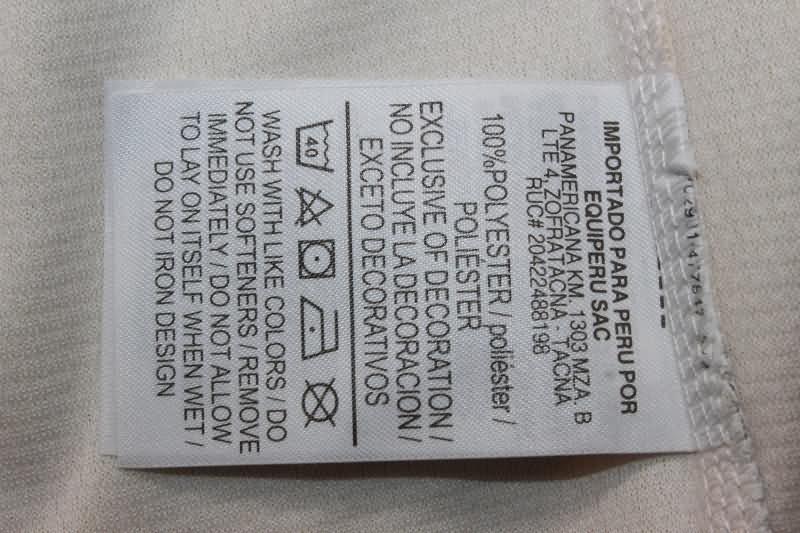 IMPORTADO PARA PERU POR
EQUIPERU SAC
PANAMERICANA KM. 1303 MZA. B
LTE 4, ZOFRATACNA - TACNA
RUC# 20422488198
100%POLYESTER / poliéster /
POLIÉSTER
EXCLUSIVE OF DECORATION /
NO INCLUYE LA DECORACION /
EXCETO DECORATIVOS
40
WASH WITH LIKE COLORS / DO
NOT USE SOFTENERS / REMOVE
IMMEDIATELY / DO NOT ALLOW
TO LAY ON ITSELF WHEN WET /
DO NOT IRON DESIGN